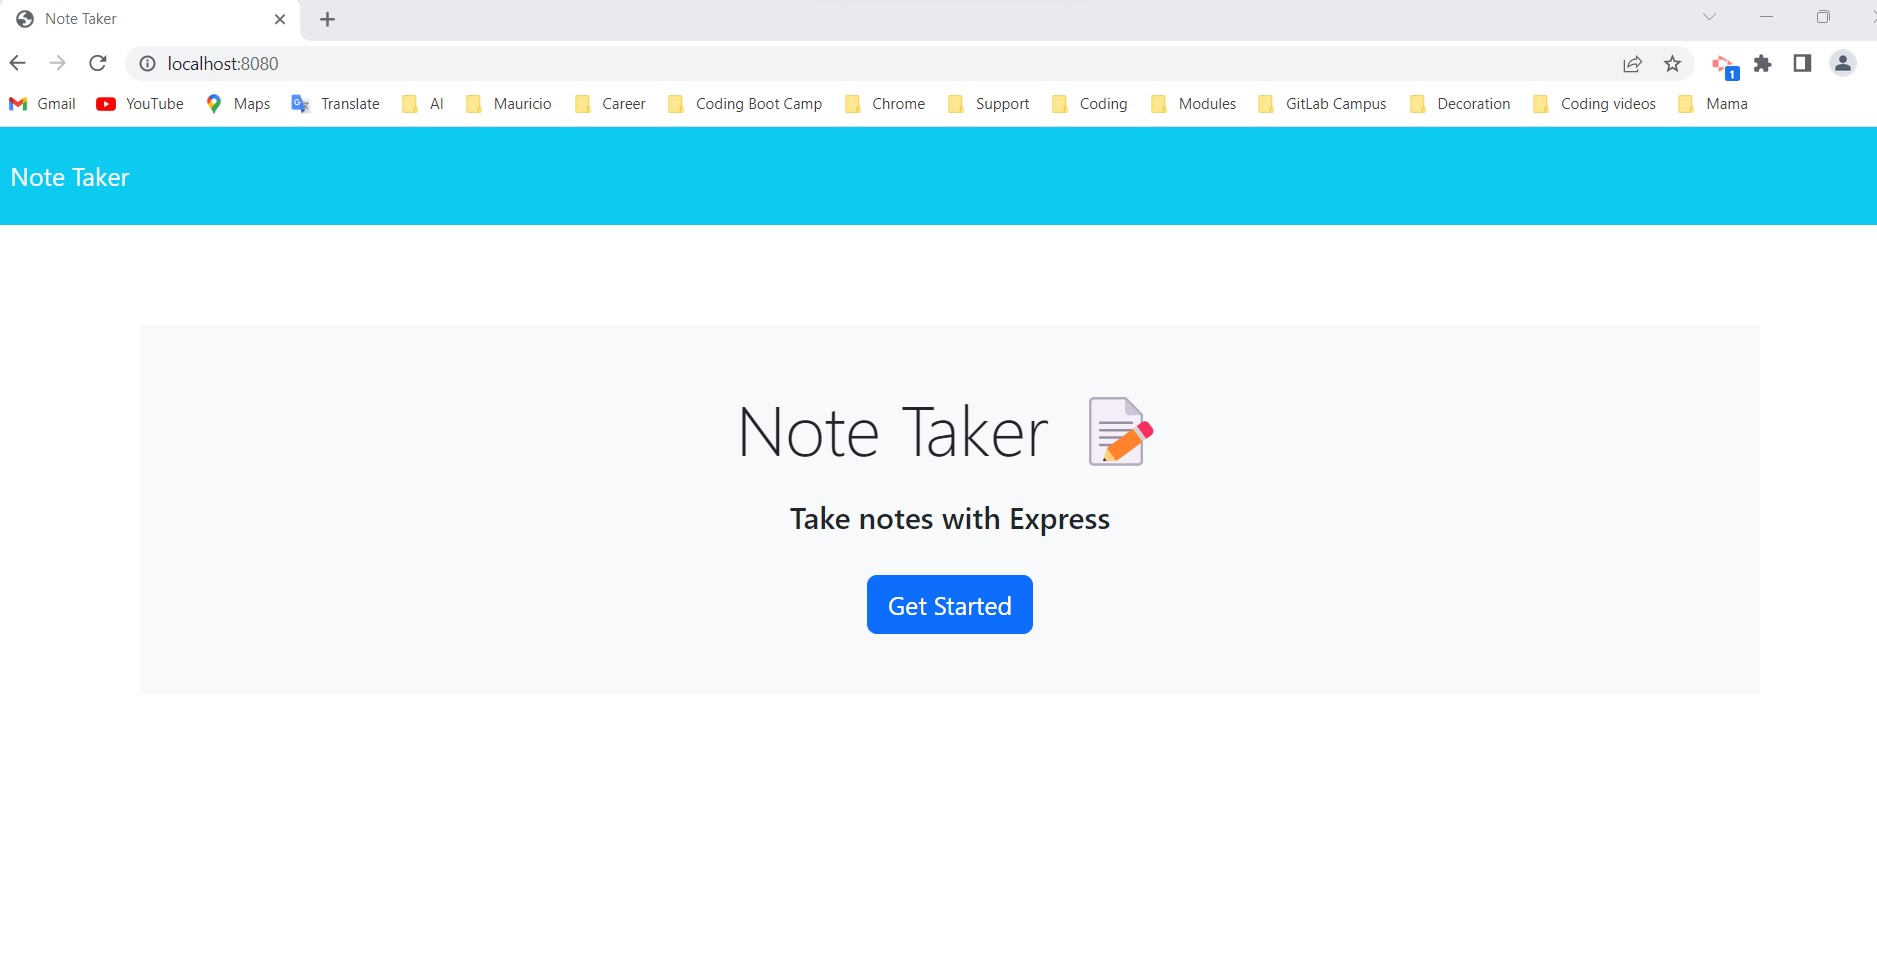 Note Taker
localhost:8080
1
Gmail YouTube Maps Translate AI Mauricio Career Coding Boot Camp Chrome Support Coding Modules GitLab Campus Decoration Coding videos Mama
Note Taker
Note Taker
Take notes with Express
Get Started